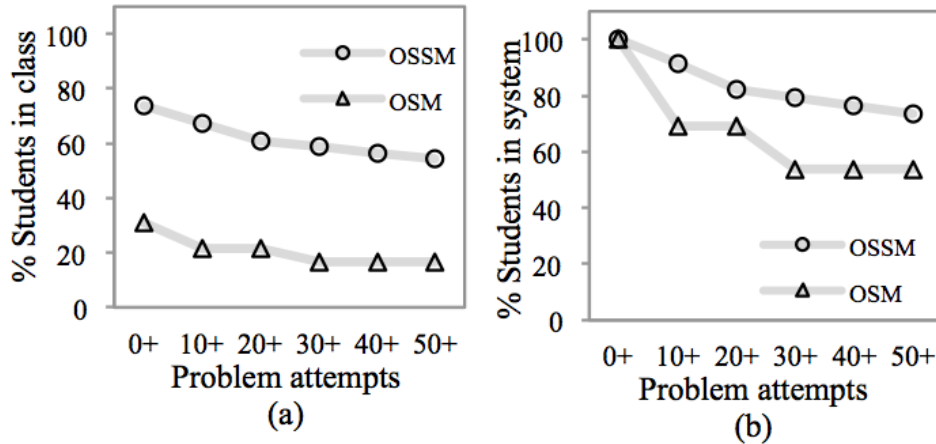 % Students in class
100
80
60
40
20
0
OSSM
OSM
0+ 10+ 20+ 30+ 40+ 50+
Problem attempts
(a)
% Students in system
100
80
60
40
20
0
OSSM
OSM
0+ 10+ 20+ 30+ 40+ 50+
Problem attempts
(b)